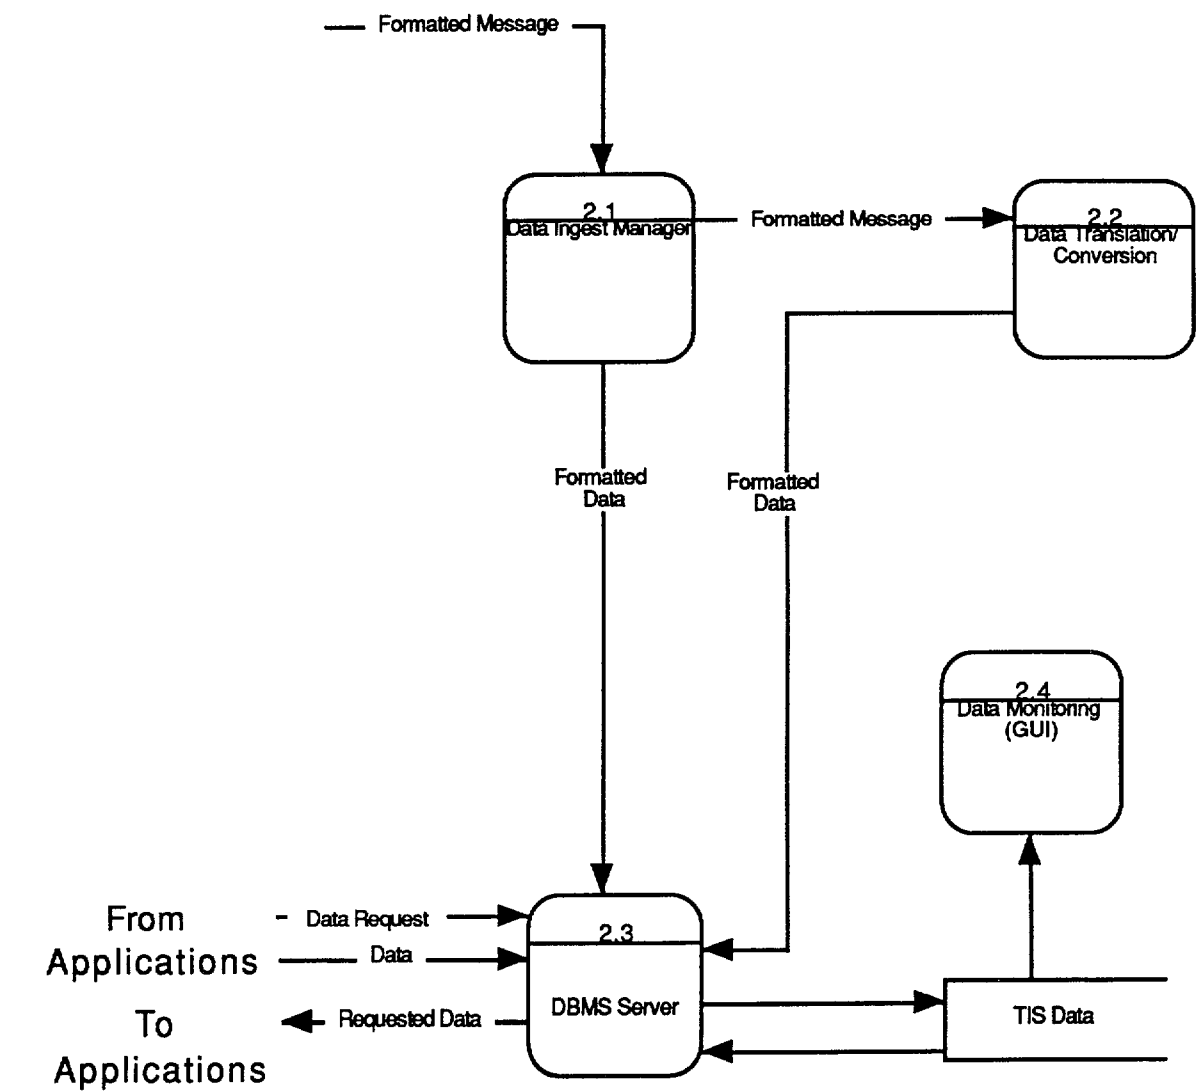 Formatted Message
2.1
Data Ingest Manager
Formatted Message
2.2
Data Translation/
Conversion
Formatted
Data
Formatted
Data
2.4
Data Monitoring
(GUI)
From
Applications
Data Request
Data
2.3
DBMS Server
To
Applications
Requested Data
TIS Data